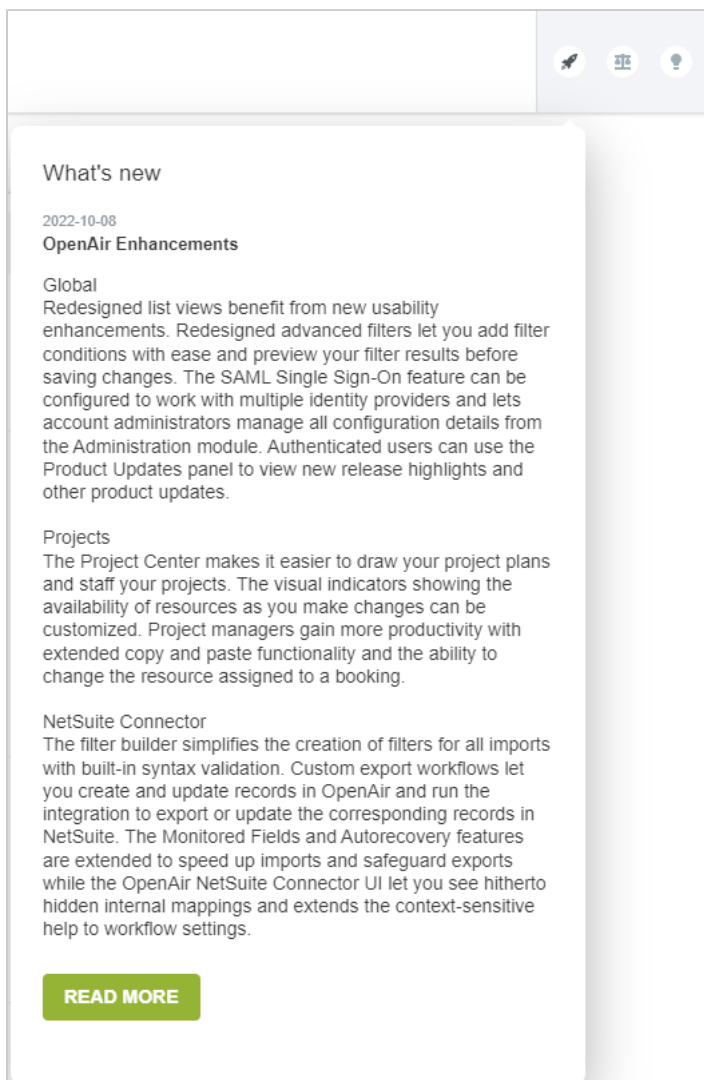 What's new
2022-10-08
OpenAir Enhancements
Global
Redesigned list views benefit from new usability
enhancements. Redesigned advanced filters let you add filter
conditions with ease and preview your filter results before
saving changes. The SAML Single Sign-On feature can be
configured to work with multiple identity providers and lets
account administrators manage all configuration details from
the Administration module. Authenticated users can use the
Product Updates panel to view new release highlights and
other product updates.
Projects
The Project Center makes it easier to draw your project plans
and staff your projects. The visual indicators showing the
availability of resources as you make changes can be
customized. Project managers gain more productivity with
extended copy and paste functionality and the ability to
change the resource assigned to a booking.
NetSuite Connector
The filter builder simplifies the creation of filters for all imports
with built-in syntax validation. Custom export workflows let
you create and update records in OpenAir and run the
integration to export or update the corresponding records in
NetSuite. The Monitored Fields and Autorecovery features
are extended to speed up imports and safeguard exports
while the OpenAir NetSuite Connector UI let you see hitherto
hidden internal mappings and extends the context-sensitive
help to workflow settings.
READ MORE